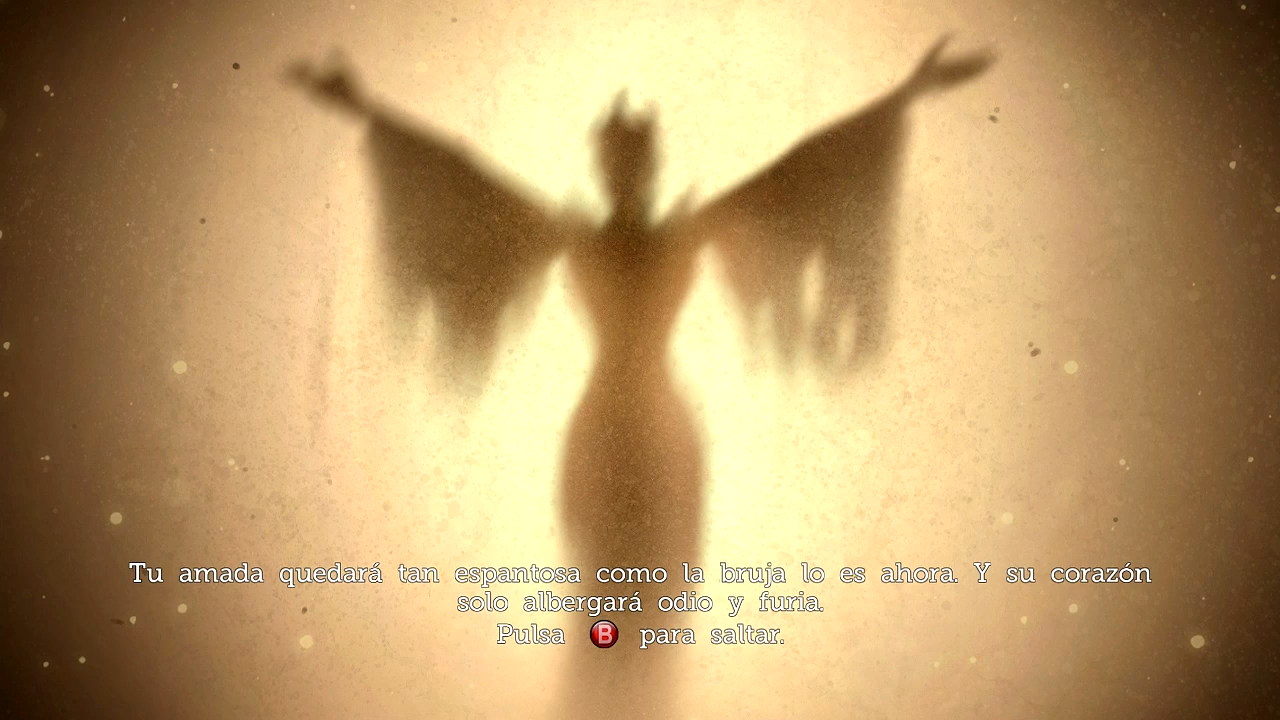 Tu amada quedará tan espantosa como la bruja lo es ahora. Y su corazón
solo albergará odio y furia.
Pulsa B para saltar.